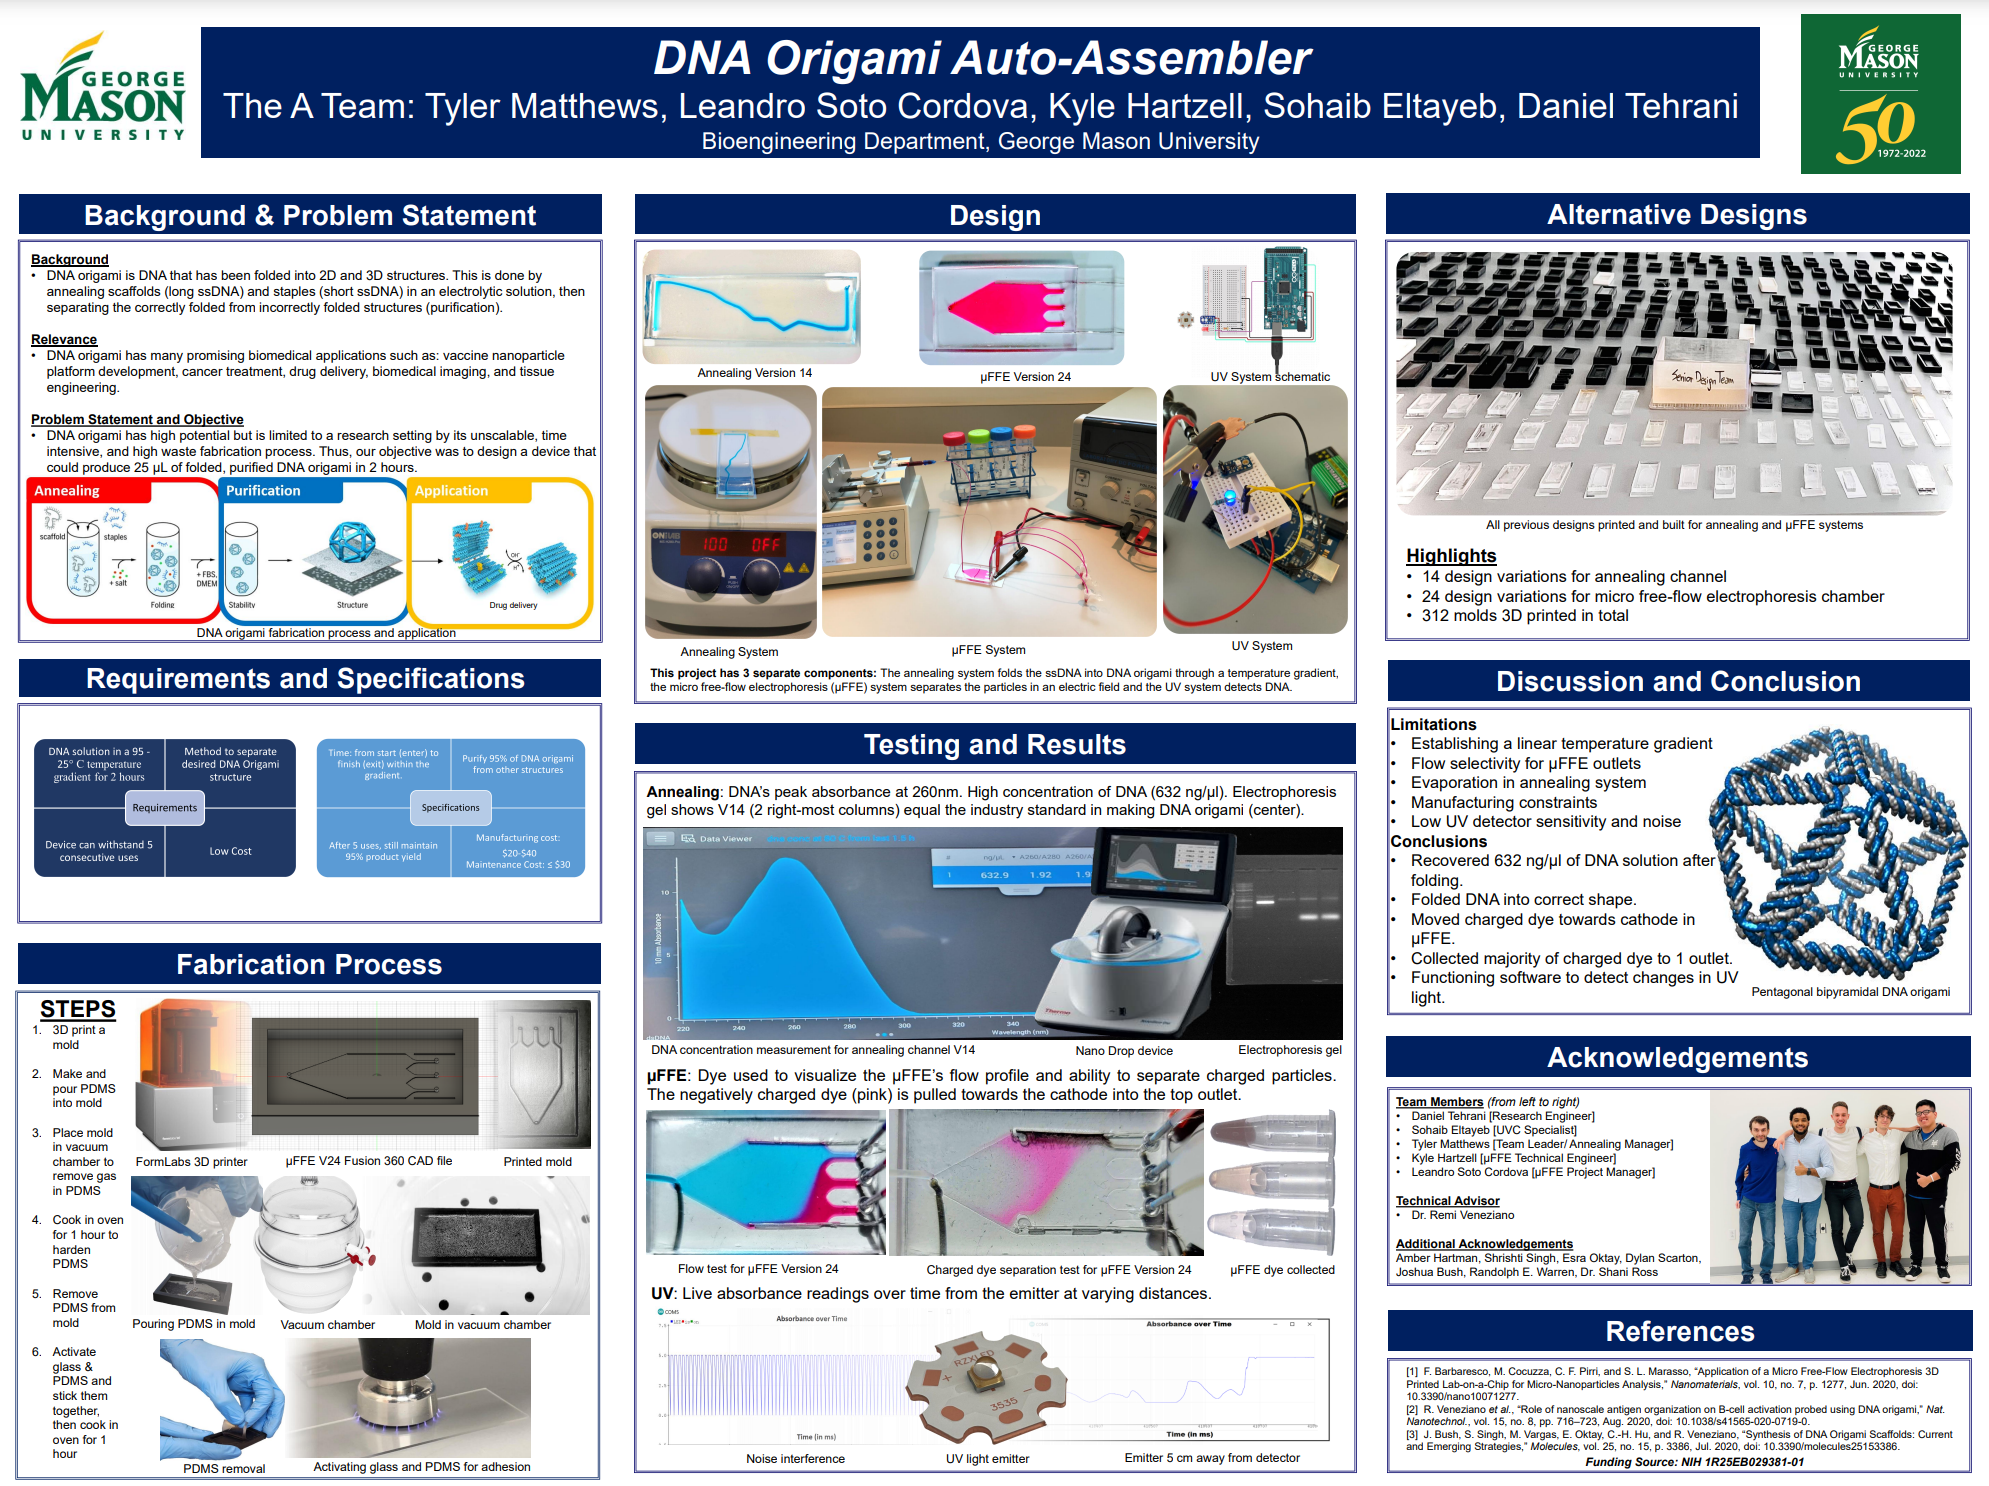 GEORGE
MASON
UNIVERSITY
DNA Origami Auto-Assembler
The A Team: Tyler Matthews, Leandro Soto Cordova, Kyle Hartzell, Sohaib Eltayeb, Daniel Tehrani
Bioengineering Department, George Mason University
GEORGE
MASON
UNIVERSITY
50
1972-2022
Background & Problem Statement
Background
• DNA origami is DNA that has been folded into 2D and 3D structures. This is done by
annealing scaffolds (long ssDNA) and staples (short ssDNA) in an electrolytic solution, then
separating the correctly folded from incorrectly folded structures (purification).
Relevance
• DNA origami has many promising biomedical applications such as: vaccine nanoparticle
platform development, cancer treatment, drug delivery, biomedical imaging, and tissue
engineering.
Problem Statement and Objective
• DNA origami has high potential but is limited to a research setting by its unscalable, time
intensive, and high waste fabrication process. Thus, our objective was to design a device that
could produce 25 µL of folded, purified DNA origami in 2 hours.
Annealing
Purification
Application
scaffold
staples
+ salt
+ FBS,
DMEM
OH-
H+
Folding
Stability
Structure
Drug delivery
DNA origami fabrication process and application
Requirements and Specifications
DNA solution in a 95 -
25° C temperature
gradient for 2 hours
Method to separate
desired DNA Origami
structure
Requirements
Device can withstand 5
consecutive uses
Low Cost
Time: from start (enter) to
finish (exit) within the
gradient.
Purify 95% of DNA origami
from other structures
Specifications
After 5 uses, still maintain
95% product yield
Manufacturing cost:
$20-$40
Maintenance Cost: ≤ $30
Fabrication Process
STEPS
1. 3D print a
mold
2. Make and
pour PDMS
into mold
3. Place mold
in vacuum
chamber to
remove gas
in PDMS
4. Cook in oven
for 1 hour to
harden
PDMS
5. Remove
PDMS from
mold
6. Activate
glass &
PDMS and
stick them
together,
then cook in
oven for 1
hour
FormLabs 3D printer
µFFE V24 Fusion 360 CAD file
Printed mold
Pouring PDMS in mold
Vacuum chamber
Mold in vacuum chamber
PDMS removal
Activating glass and PDMS for adhesion
Design
Annealing Version 14
µFFE Version 24
UV System schematic
100 OFF
Annealing System
µFFE System
UV System
This project has 3 separate components: The annealing system folds the ssDNA into DNA origami through a temperature gradient,
the micro free-flow electrophoresis (µFFE) system separates the particles in an electric field and the UV system detects DNA.
Testing and Results
Annealing: DNA's peak absorbance at 260nm. High concentration of DNA (632 ng/µl). Electrophoresis
gel shows V14 (2 right-most columns) equal the industry standard in making DNA origami (center).
Data Viewer
# ng/µL A260/A280 A260/A
1 632.9 1.92 1.9
10 mm Absorbance
10
5
0
220 240 260 280 300 320 340
Wavelength (nm)
Thermo
DNA concentration measurement for annealing channel V14
Nano Drop device
Electrophoresis gel
µFFE: Dye used to visualize the µFFE's flow profile and ability to separate charged particles.
The negatively charged dye (pink) is pulled towards the cathode into the top outlet.
Flow test for µFFE Version 24
Charged dye separation test for µFFE Version 24
µFFE dye collected
UV: Live absorbance readings over time from the emitter at varying distances.
COM5
Absorbance over Time
7.5
5.0
2.5
0.0
Time (in ms)
RZXLED
3535
Absorbance over Time
Time (in ms)
Noise interference
UV light emitter
Emitter 5 cm away from detector
Alternative Designs
Senior Design Team
All previous designs printed and built for annealing and µFFE systems
Highlights
• 14 design variations for annealing channel
• 24 design variations for micro free-flow electrophoresis chamber
• 312 molds 3D printed in total
Discussion and Conclusion
Limitations
• Establishing a linear temperature gradient
• Flow selectivity for µFFE outlets
• Evaporation in annealing system
• Manufacturing constraints
• Low UV detector sensitivity and noise
Conclusions
• Recovered 632 ng/µl of DNA solution after
folding.
• Folded DNA into correct shape.
• Moved charged dye towards cathode in
µFFE.
• Collected majority of charged dye to 1 outlet.
• Functioning software to detect changes in UV
light.
Pentagonal bipyramidal DNA origami
Acknowledgements
Team Members (from left to right)
• Daniel Tehrani [Research Engineer]
• Sohaib Eltayeb [UVC Specialist]
• Tyler Matthews [Team Leader/ Annealing Manager]
• Kyle Hartzell [µFFE Technical Engineer]
• Leandro Soto Cordova [µFFE Project Manager]
Technical Advisor
• Dr. Remi Veneziano
Additional Acknowledgements
Amber Hartman, Shrishti Singh, Esra Oktay, Dylan Scarton,
Joshua Bush, Randolph E. Warren, Dr. Shani Ross
References
[1] F. Barbaresco, M. Cocuzza, C. F. Pirri, and S. L. Marasso, "Application of a Micro Free-Flow Electrophoresis 3D
Printed Lab-on-a-Chip for Micro-Nanoparticles Analysis," Nanomaterials, vol. 10, no. 7, p. 1277, Jun. 2020, doi:
10.3390/nano10071277.
[2] R. Veneziano et al., "Role of nanoscale antigen organization on B-cell activation probed using DNA origami," Nat.
Nanotechnol., vol. 15, no. 8, pp. 716–723, Aug. 2020, doi: 10.1038/s41565-020-0719-0.
[3] J. Bush, S. Singh, M. Vargas, E. Oktay, C.-H. Hu, and R. Veneziano, "Synthesis of DNA Origami Scaffolds: Current
and Emerging Strategies," Molecules, vol. 25, no. 15, p. 3386, Jul. 2020, doi: 10.3390/molecules25153386.
Funding Source: NIH 1R25EB029381-01